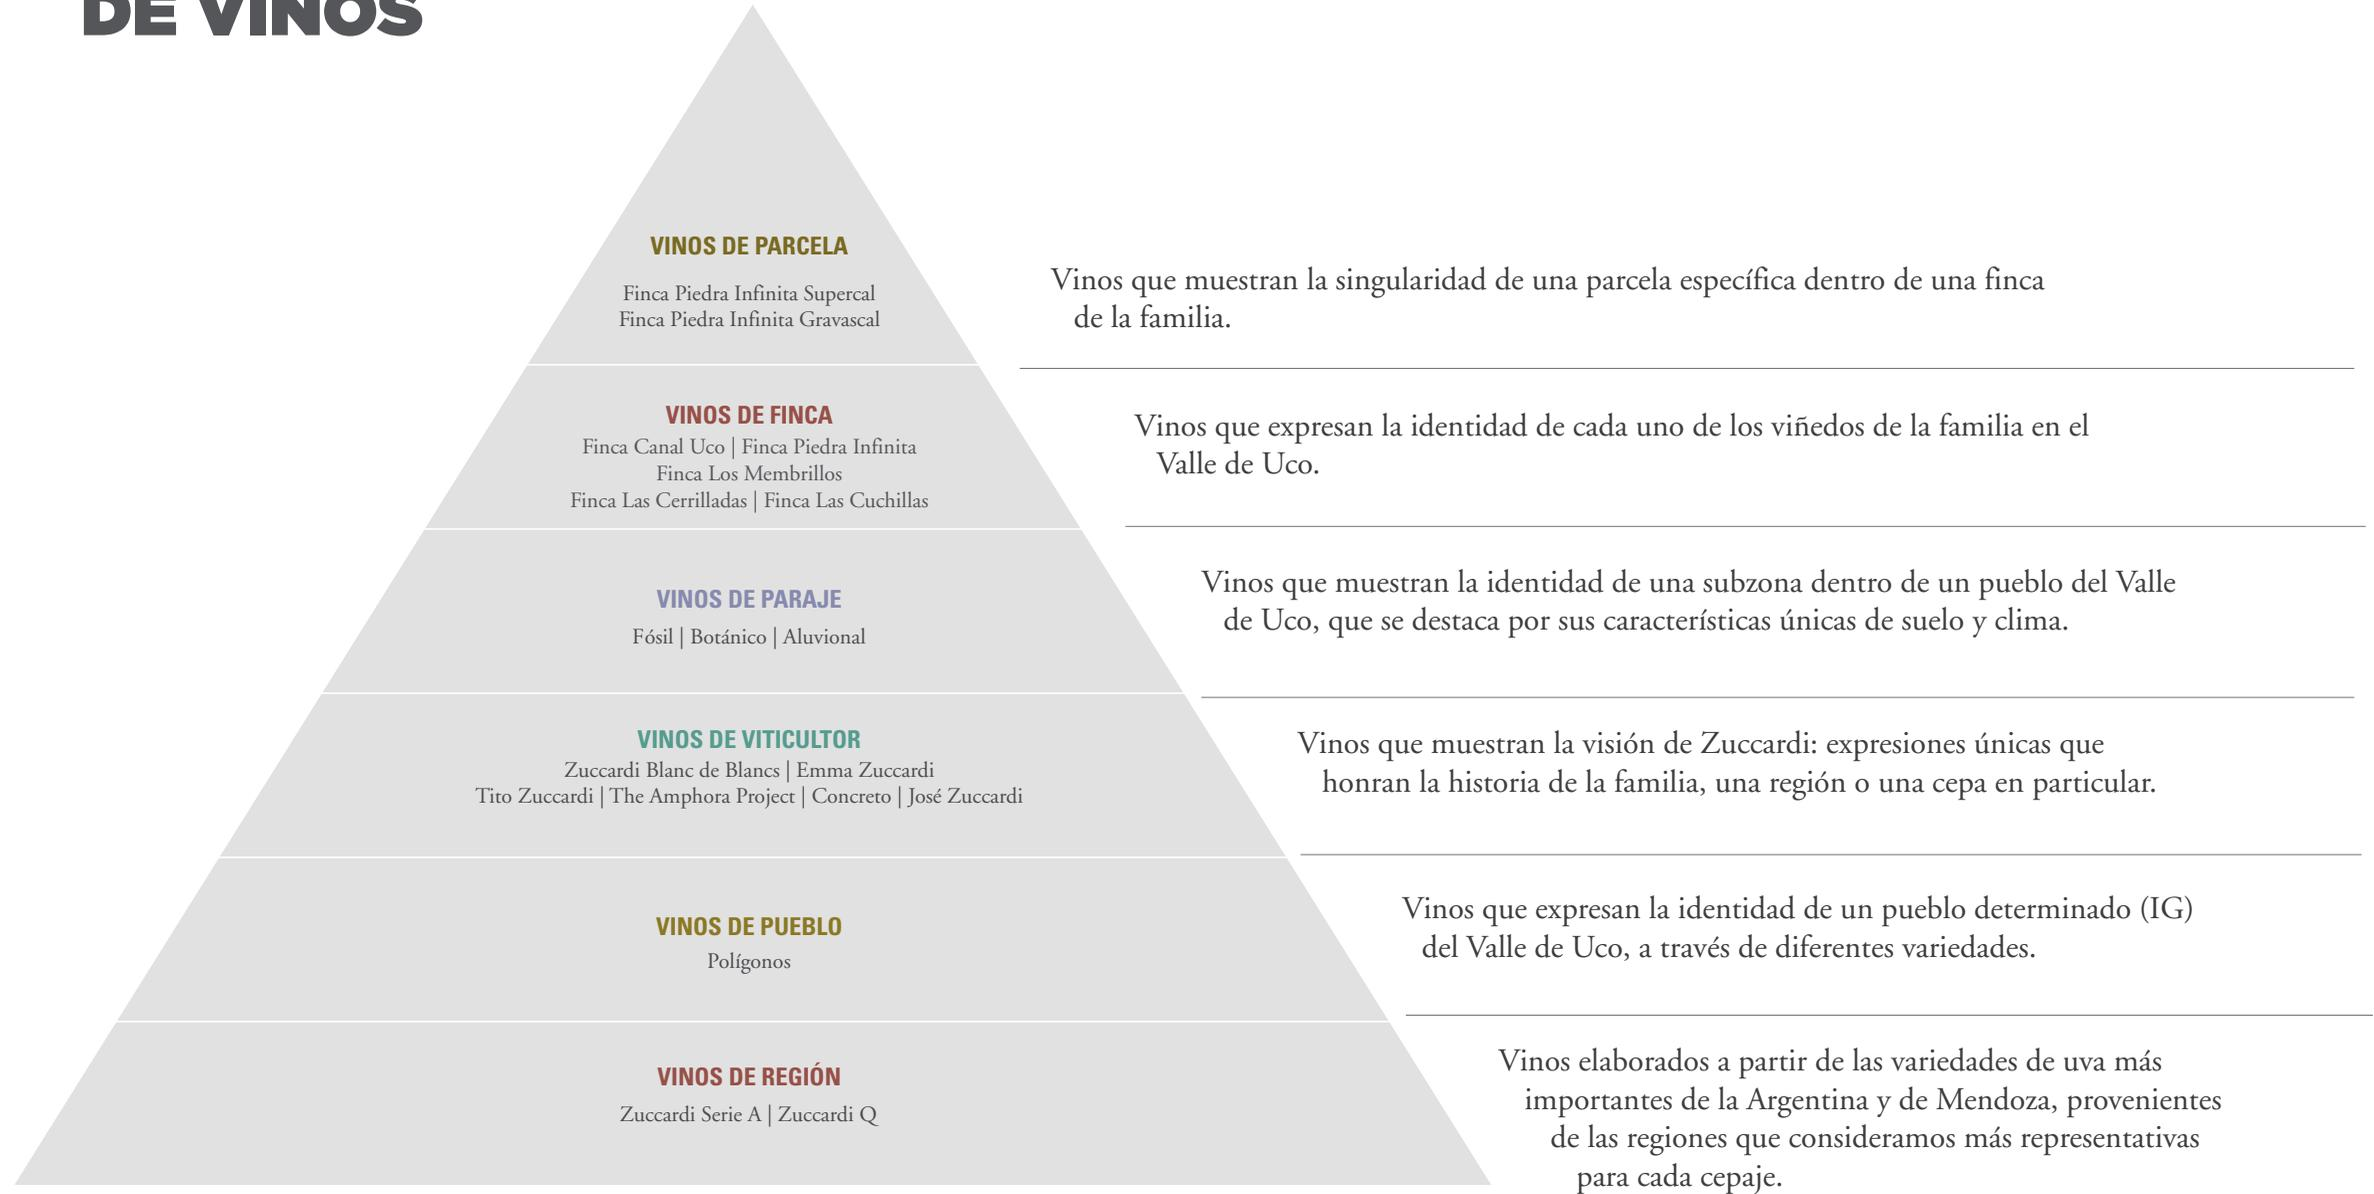 DE VINOS
VINOS DE PARCELA
Finca Piedra Infinita Supercal
Finca Piedra Infinita Gravascal
Vinos que muestran la singularidad de una parcela específica dentro de una finca
de la familia.
VINOS DE FINCA
Finca Canal Uco | Finca Piedra Infinita
Finca Los Membrillos
Finca Las Cerrilladas | Finca Las Cuchillas
Vinos que expresan la identidad de cada uno de los viñedos de la familia en el
Valle de Uco.
VINOS DE PARAJE
Fósil | Botánico | Aluvional
Vinos que muestran la identidad de una subzona dentro de un pueblo del Valle
de Uco, que se destaca por sus características únicas de suelo y clima.
VINOS DE VITICULTOR
Zuccardi Blanc de Blancs | Emma Zuccardi
Tito Zuccardi | The Amphora Project | Concreto | José Zuccardi
Vinos que muestran la visión de Zuccardi: expresiones únicas que
honran la historia de la familia, una región o una cepa en particular.
VINOS DE PUEBLO
Polígonos
Vinos que expresan la identidad de un pueblo determinado (IG)
del Valle de Uco, a través de diferentes variedades.
VINOS DE REGIÓN
Zuccardi Serie A | Zuccardi Q
Vinos elaborados a partir de las variedades de uva más
importantes de la Argentina y de Mendoza, provenientes
de las regiones que consideramos más representativas
para cada cepaje.